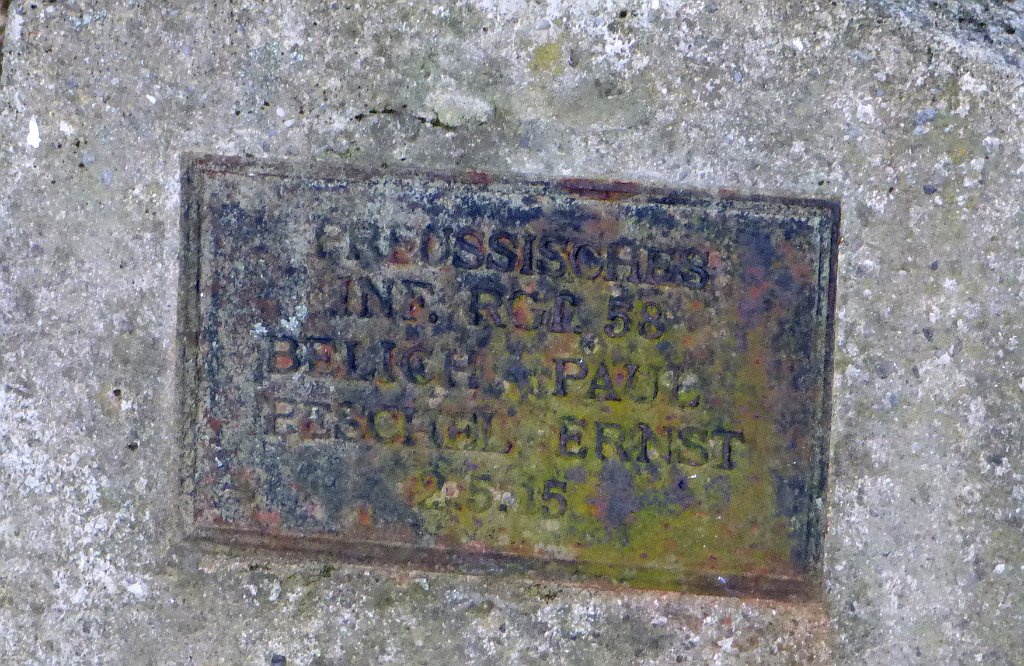 PREUSSISCHES
INF. RGT. 58
BELICH PAUL
PESCHEL ERNST
2.5.15